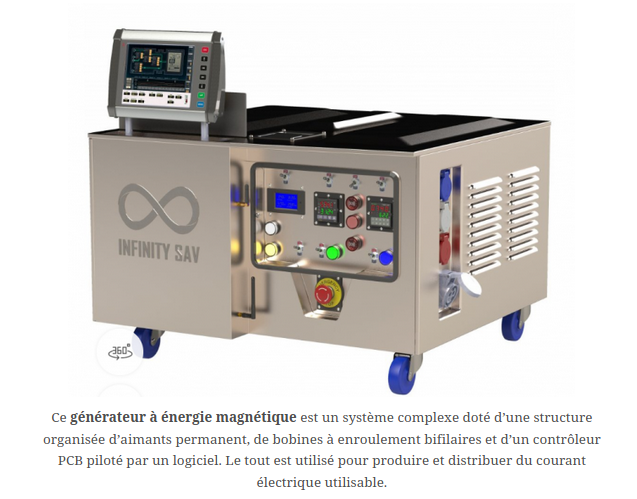 INFINITY SAV
360°
Ce générateur à énergie magnétique est un système complexe doté d'une structure
organisée d'aimants permanent, de bobines à enroulement bifilaires et d'un contrôleur
PCB piloté par un logiciel. Le tout est utilisé pour produire et distribuer du courant
électrique utilisable.